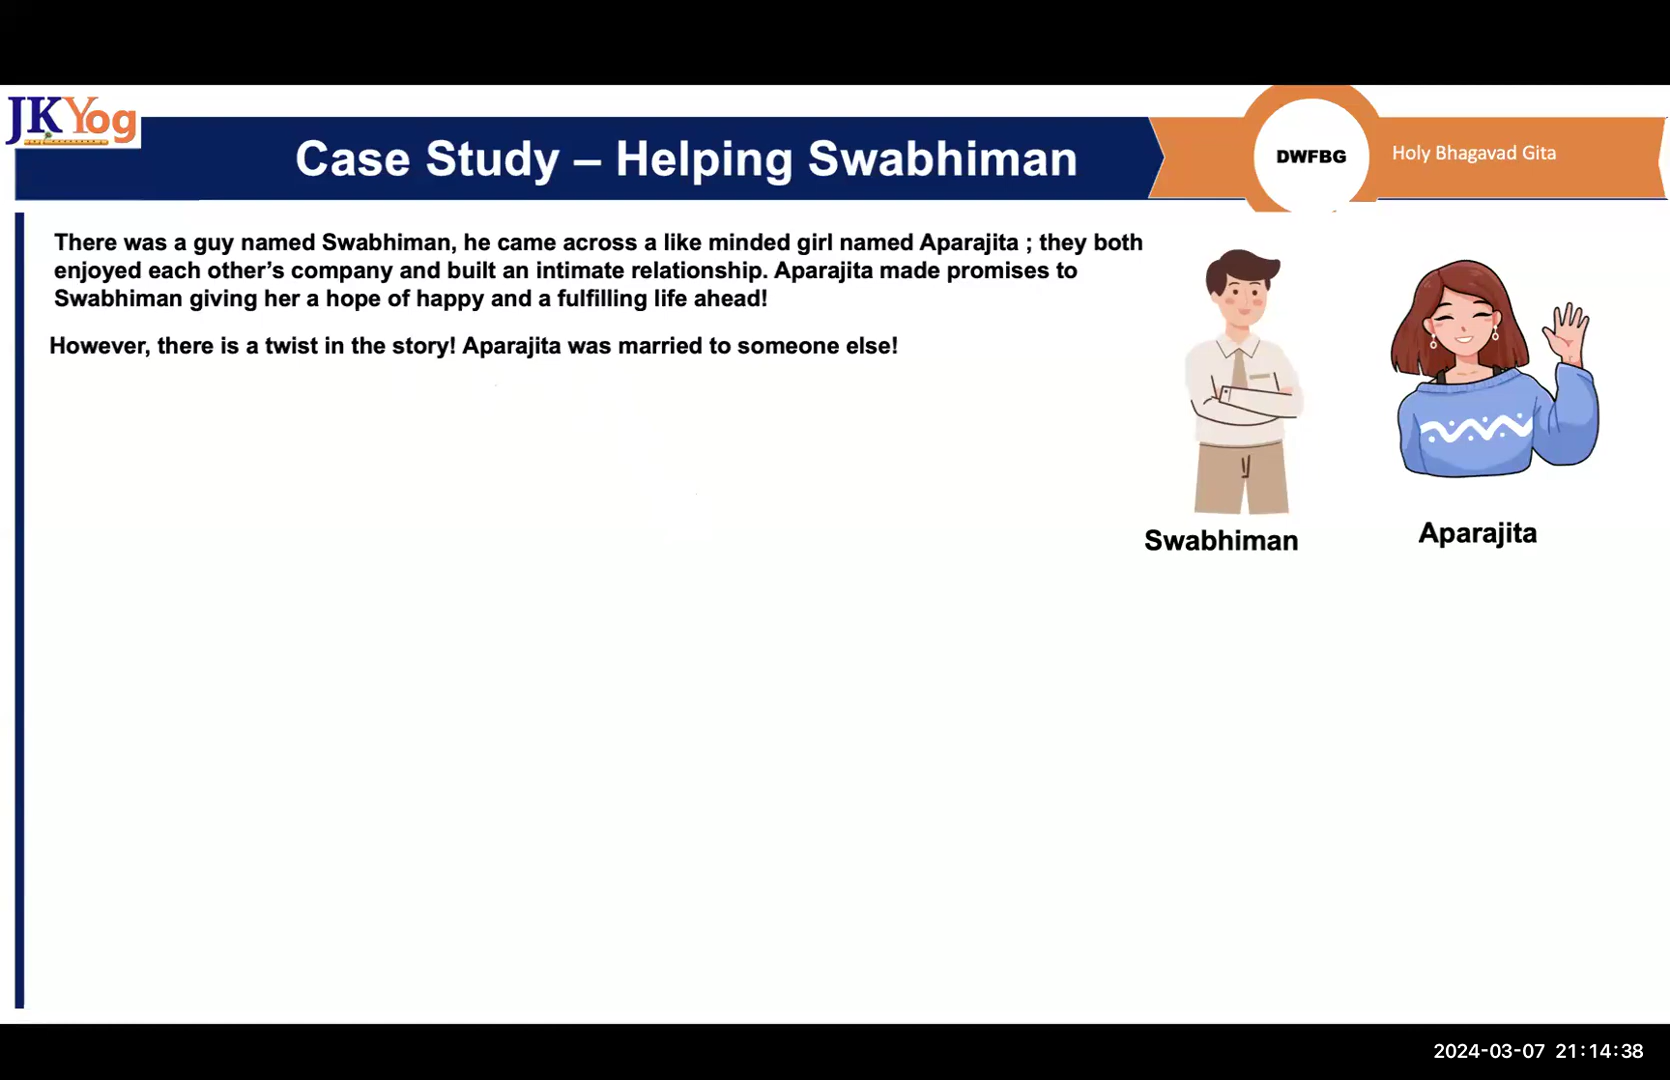 JKYog
Case Study – Helping Swabhiman
DWFBG
Holy Bhagavad Gita
There was a guy named Swabhiman, he came across a like minded girl named Aparajita ; they both
enjoyed each other’s company and built an intimate relationship. Aparajita made promises to
Swabhiman giving her a hope of happy and a fulfilling life ahead!
However, there is a twist in the story! Aparajita was married to someone else!
Swabhiman
Aparajita
2024-03-07 21:14:38